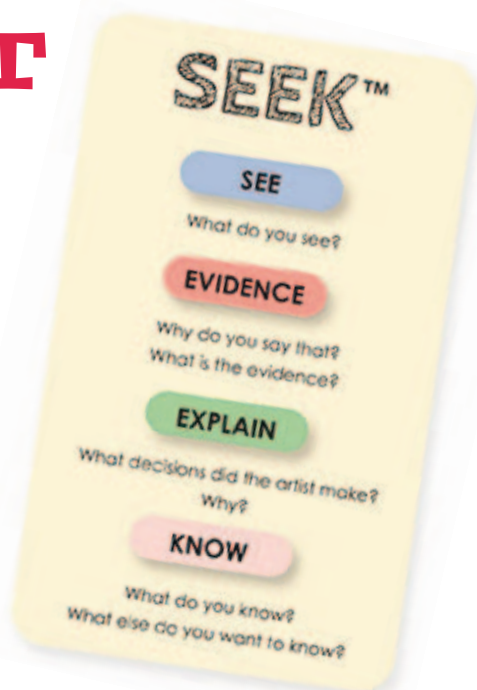 T
SEEK™
SEE
What do you see?
EVIDENCE
Why do you say that?
What is the evidence?
EXPLAIN
What decisions did the artist make?
Why?
KNOW
What do you know?
What else do you want to know?